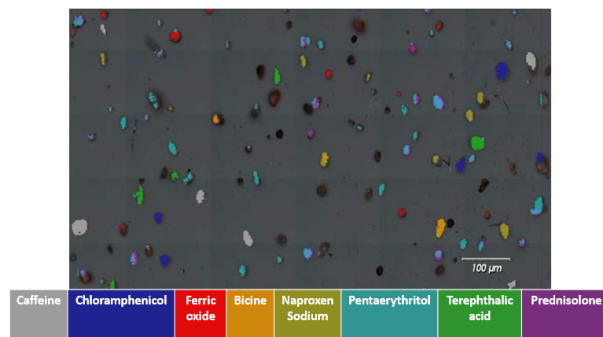 100 µm
Caffeine
Chloramphenicol
Ferric
oxide
Bicine
Naproxen
Sodium
Pentaerythritol
Terephthalic
acid
Prednisolone